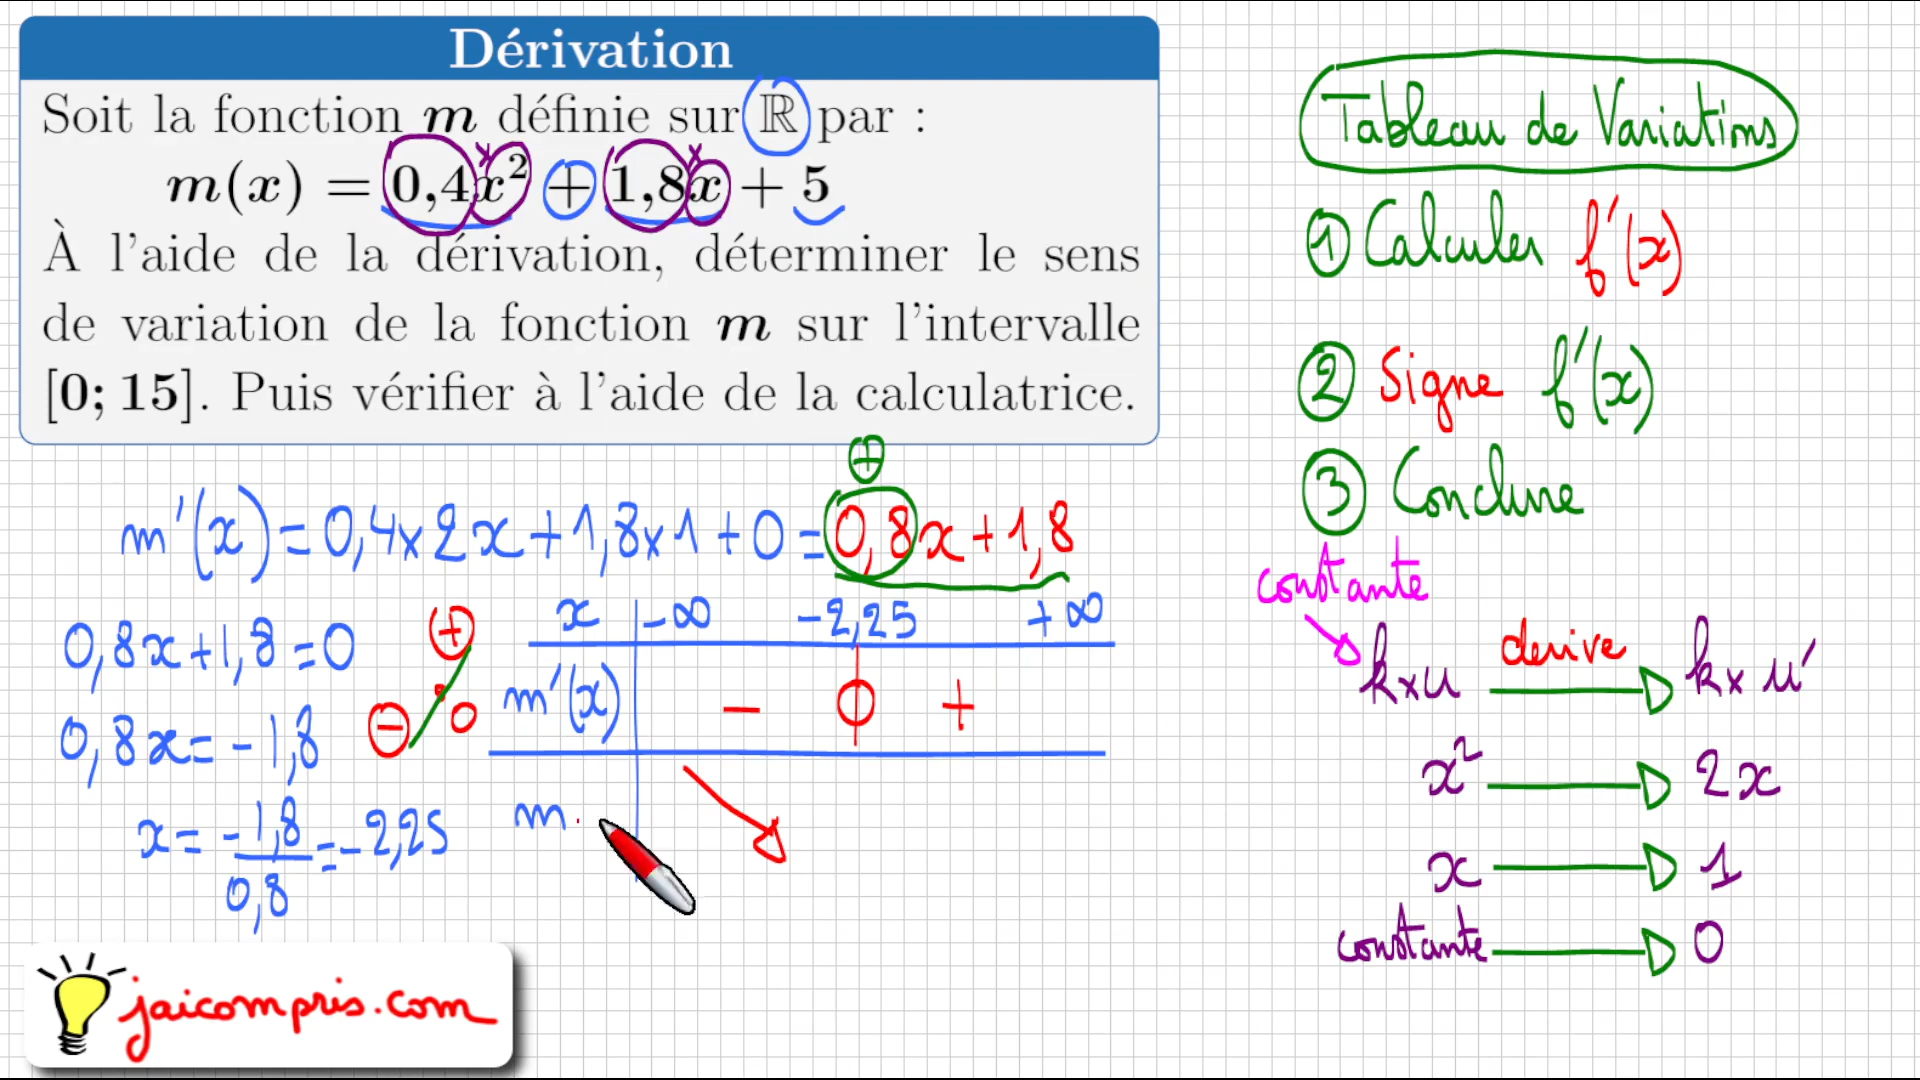 Dérivation
Soit la fonction m définie sur ℝ par :
m(x) = 0,4x² + 1,8x + 5
À l'aide de la dérivation, déterminer le sens
de variation de la fonction m sur l'intervalle
[0; 15]. Puis vérifier à l'aide de la calculatrice.
x x
+
m'(x) = 0,4×2x+1,8×1+0 = 0,8x+1,8
0,8x+1,8=0
0,8x=-1,8
x = -1,8/0,8 = -2,25
+
- 0
x -∞ -2,25 +∞
m'(x) - 0 +
m
Tableau de Variations
① Calculer f'(x)
② Signe f'(x)
③ Conclure
constante
k×u derive k×u'
x² 2x
x 1
constante 0
jaicompris.com